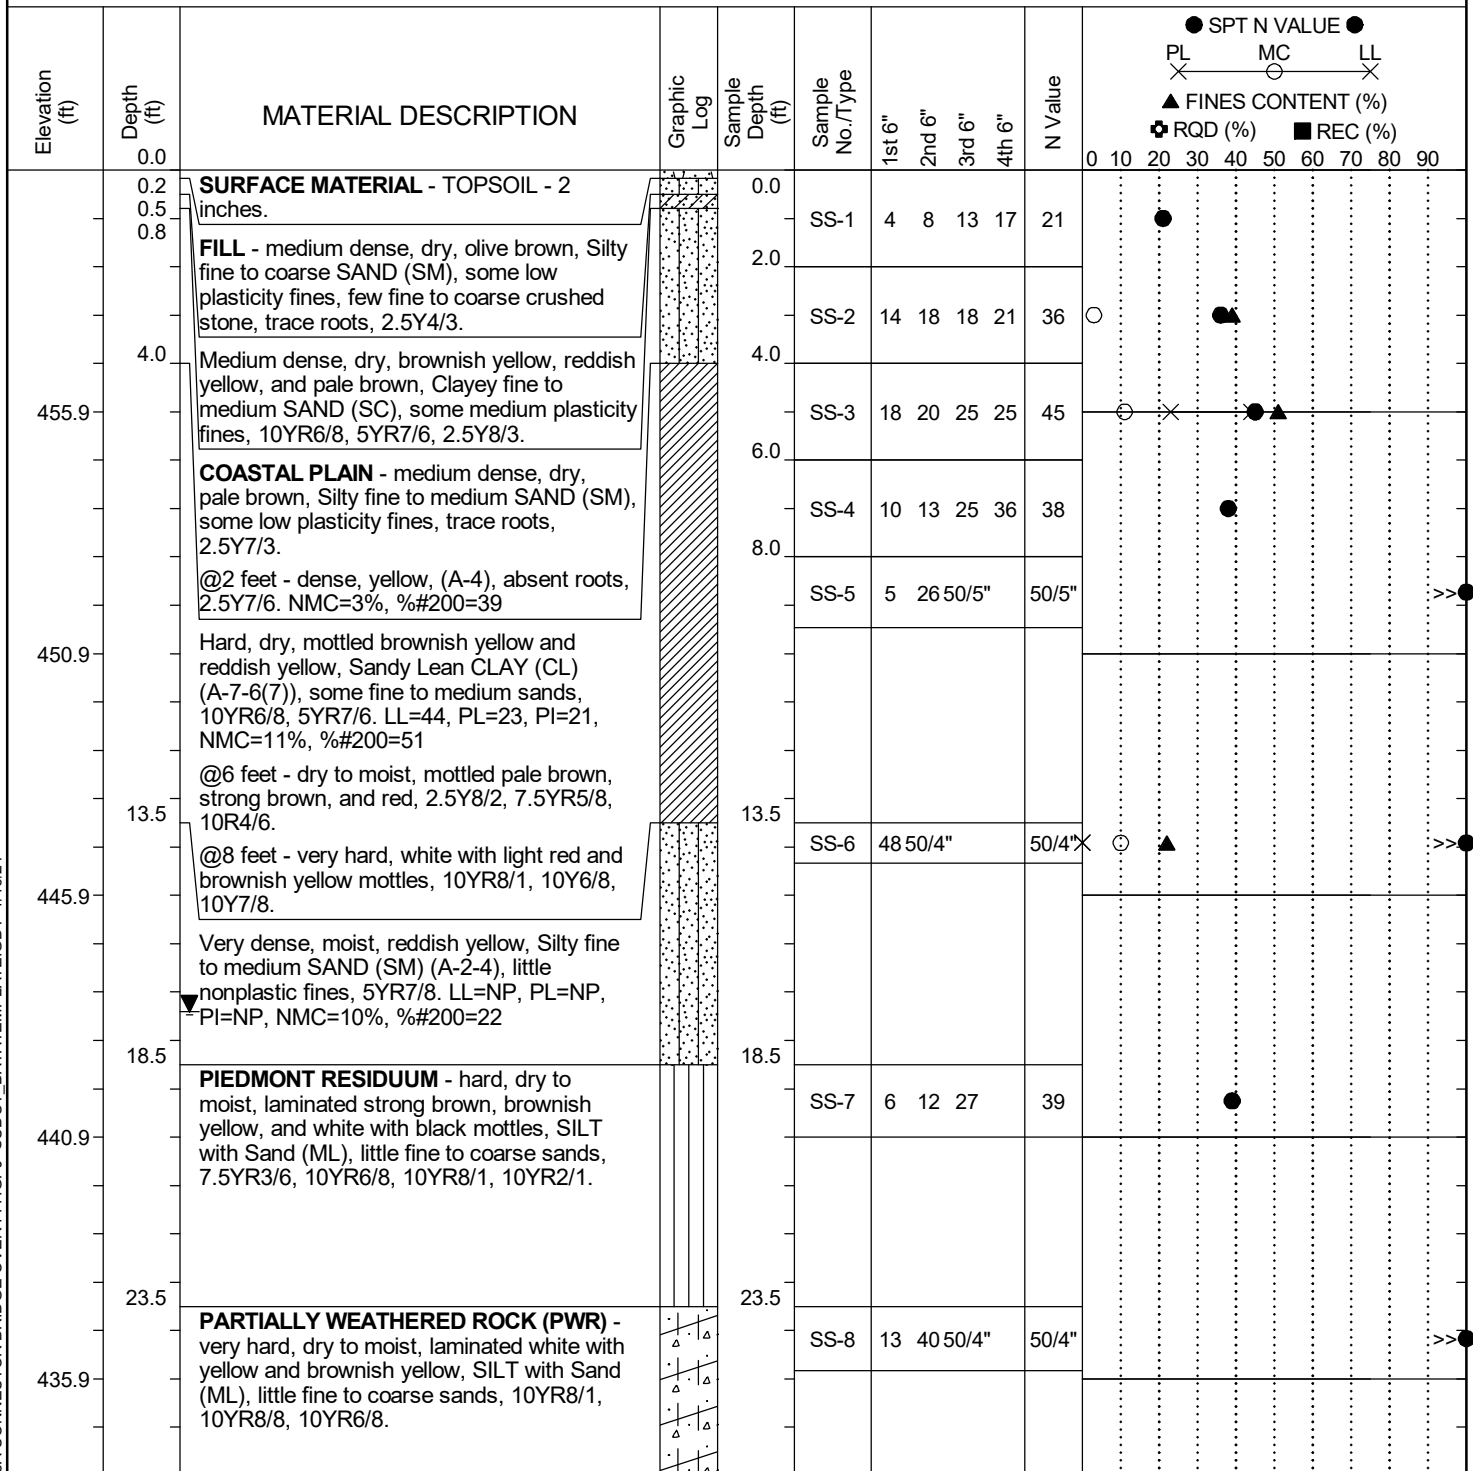 ● SPT N VALUE ●
PL MC LL
▲ FINES CONTENT (%)
RQD (%) ■ REC (%)
0 10 20 30 40 50 60 70 80 90
Elevation (ft)
Depth (ft)
MATERIAL DESCRIPTION
Graphic Log
Sample Depth (ft)
Sample No./Type
1st 6"
2nd 6"
3rd 6"
4th 6"
N Value
0.0
0.2
0.5
0.8
SURFACE MATERIAL - TOPSOIL - 2
inches.
FILL - medium dense, dry, olive brown, Silty
fine to coarse SAND (SM), some low
plasticity fines, few fine to coarse crushed
stone, trace roots, 2.5Y4/3.
4.0
Medium dense, dry, brownish yellow, reddish
yellow, and pale brown, Clayey fine to
medium SAND (SC), some medium plasticity
fines, 10YR6/8, 5YR7/6, 2.5Y8/3.
455.9
COASTAL PLAIN - medium dense, dry,
pale brown, Silty fine to medium SAND (SM),
some low plasticity fines, trace roots,
2.5Y7/3.
@2 feet - dense, yellow, (A-4), absent roots,
2.5Y7/6. NMC=3%, %#200=39
450.9
Hard, dry, mottled brownish yellow and
reddish yellow, Sandy Lean CLAY (CL)
(A-7-6(7)), some fine to medium sands,
10YR6/8, 5YR7/6. LL=44, PL=23, PI=21,
NMC=11%, %#200=51
@6 feet - dry to moist, mottled pale brown,
strong brown, and red, 2.5Y8/2, 7.5YR5/8,
10R4/6.
13.5
@8 feet - very hard, white with light red and
brownish yellow mottles, 10YR8/1, 10Y6/8,
10Y7/8.
445.9
Very dense, moist, reddish yellow, Silty fine
to medium SAND (SM) (A-2-4), little
nonplastic fines, 5YR7/8. LL=NP, PL=NP,
PI=NP, NMC=10%, %#200=22
18.5
PIEDMONT RESIDUUM - hard, dry to
moist, laminated strong brown, brownish
yellow, and white with black mottles, SILT
with Sand (ML), little fine to coarse sands,
7.5YR3/6, 10YR6/8, 10YR8/1, 10YR2/1.
440.9
23.5
PARTIALLY WEATHERED ROCK (PWR) -
very hard, dry to moist, laminated white with
yellow and brownish yellow, SILT with Sand
(ML), little fine to coarse sands, 10YR8/1,
10YR8/8, 10YR6/8.
435.9
0.0
SS-1 4 8 13 17 21
2.0
SS-2 14 18 18 21 36
4.0
SS-3 18 20 25 25 45
6.0
SS-4 10 13 25 36 38
8.0
SS-5 5 26 50/5" 50/5" >>
13.5
SS-6 48 50/4" 50/4" >>
18.5
SS-7 6 12 27 39
23.5
SS-8 13 40 50/4" 50/4" >>